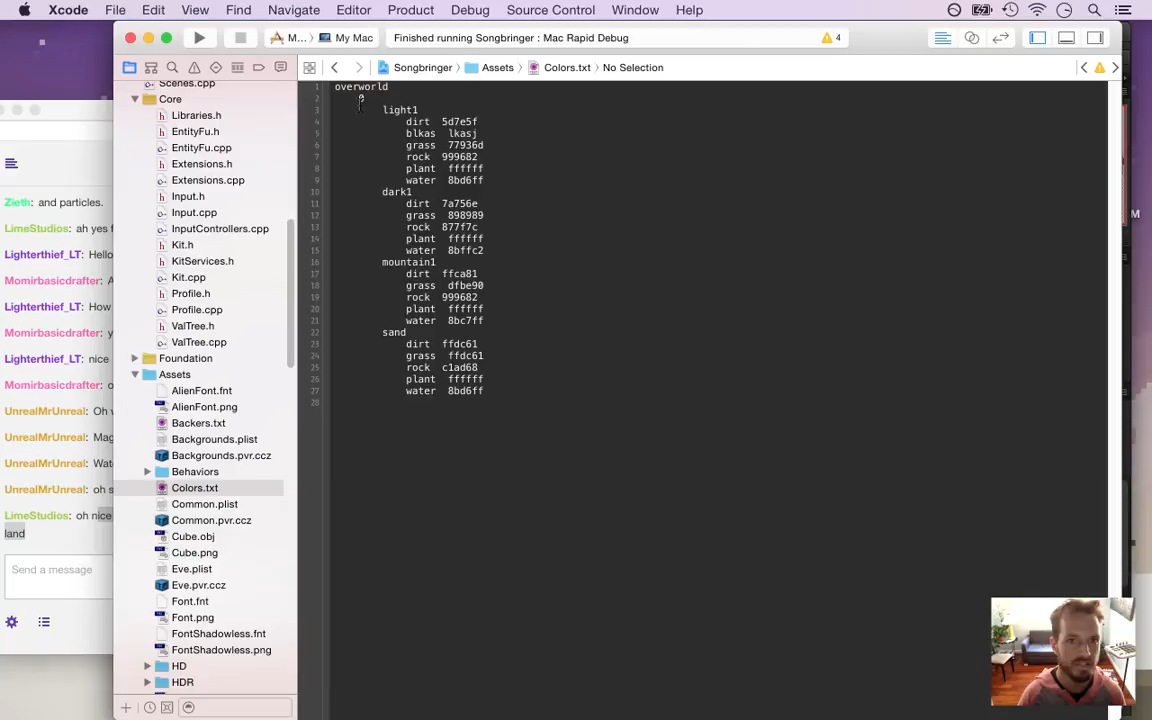 Xcode File Edit View Find Navigate Editor Product Debug Source Control Window Help
M... My Mac Finished running Songbringer : Mac Rapid Debug 4
Songbringer Assets Colors.txt No Selection
Scenes.cpp
Core
Libraries.h
EntityFu.h
EntityFu.cpp
Extensions.h
Extensions.cpp
Input.h
Input.cpp
InputControllers.cpp
Kit.h
KitServices.h
Kit.cpp
Profile.h
Profile.cpp
ValTree.h
ValTree.cpp
Foundation
Assets
AlienFont.fnt
AlienFont.png
Backers.txt
Backgrounds.plist
Backgrounds.pvr.ccz
Behaviors
Colors.txt
Common.plist
Common.pvr.ccz
Cube.obj
Cube.png
Eve.plist
Eve.pvr.ccz
Font.fnt
Font.png
FontShadowless.fnt
FontShadowless.png
HD
HDR
Zieth: and particles.
LimeStudios: ah yes
Lighterthief_LT: Hello
Momirbasicdrafter: A
Lighterthief_LT: How
Momirbasicdrafter: y
Lighterthief_LT: nice
Momirbasicdrafter: o
UnrealMrUnreal: Oh
UnrealMrUnreal: Mag
UnrealMrUnreal: Wat
UnrealMrUnreal: oh s
LimeStudios: oh nice
land
Send a message
1 overworld
2
3 light1
4 dirt 5d7e5f
5 blkas lkasj
6 grass 77936d
7 rock 999682
8 plant ffffff
9 water 8bd6ff
10 dark1
11 dirt 7a756e
12 grass 898989
13 rock 877f7c
14 plant ffffff
15 water 8bffc2
16 mountain1
17 dirt ffca81
18 grass dfbe90
19 rock 999682
20 plant ffffff
21 water 8bc7ff
22 sand
23 dirt ffdc61
24 grass ffdc61
25 rock c1ad68
26 plant ffffff
27 water 8bd6ff
28
M